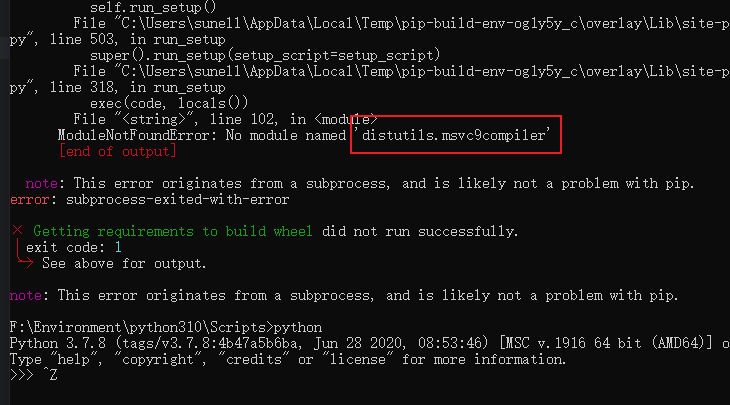 self.run_setup()
File "C:\Users\sunell\AppData\Local\Temp\pip-build-env-ogly5y_c\overlay\Lib\site-p
py", line 503, in run_setup
super().run_setup(setup_script=setup_script)
File "C:\Users\sunell\AppData\Local\Temp\pip-build-env-ogly5y_c\overlay\Lib\site-p
py", line 318, in run_setup
exec(code, locals())
File "<string>", line 102, in <module>
ModuleNotFoundError: No module named 'distutils.msvc9compiler'
[end of output]
note: This error originates from a subprocess, and is likely not a problem with pip.
error: subprocess-exited-with-error
× Getting requirements to build wheel did not run successfully.
exit code: 1
See above for output.
note: This error originates from a subprocess, and is likely not a problem with pip.
F:\Environment\python310\Scripts>python
Python 3.7.8 (tags/v3.7.8:4b47a5b6ba, Jun 28 2020, 08:53:46) [MSC v.1916 64 bit (AMD64)] o
Type "help", "copyright", "credits" or "license" for more information.
>>> ^Z